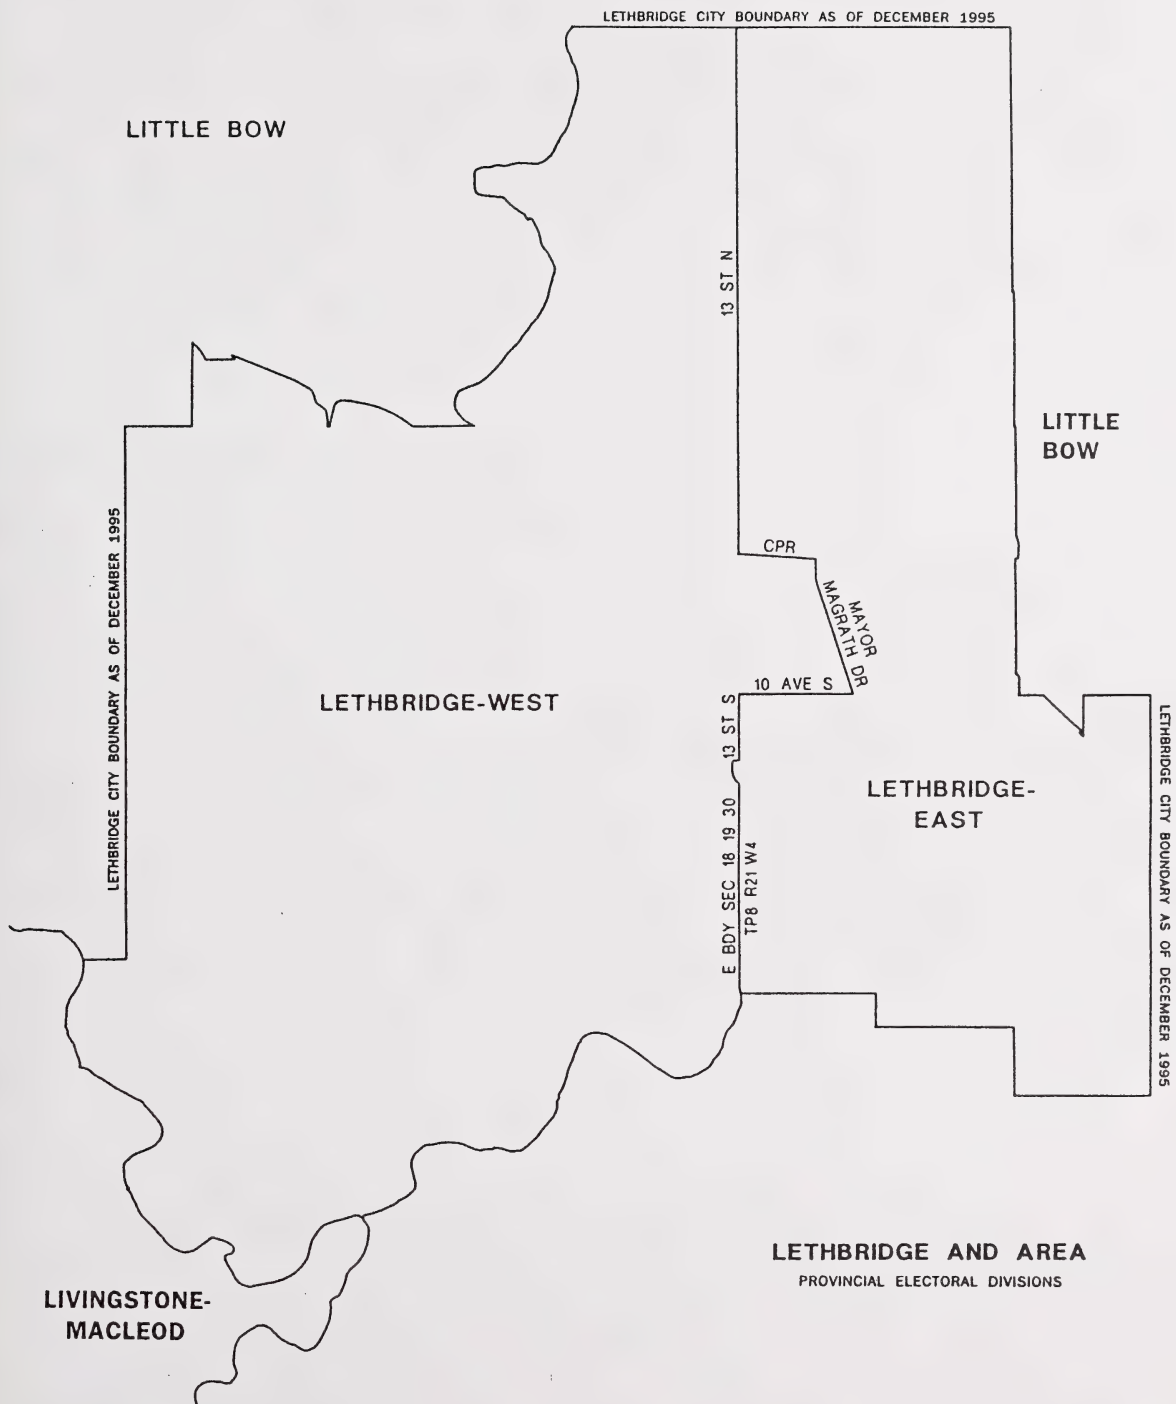 LETHBRIDGE CITY BOUNDARY AS OF DECEMBER 1995
LITTLE BOW
13 ST N
LITTLE
BOW
LETHBRIDGE CITY BOUNDARY AS OF DECEMBER 1995
CPR
MAYOR
MAGRATH DR
10 AVE S
LETHBRIDGE-WEST
13 ST S
LETHBRIDGE-
EAST
E BDY SEC 18 19 30
TP8 R21 W4
LETHBRIDGE CITY BOUNDARY AS OF DECEMBER 1995
LETHBRIDGE AND AREA
PROVINCIAL ELECTORAL DIVISIONS
LIVINGSTONE-
MACLEOD